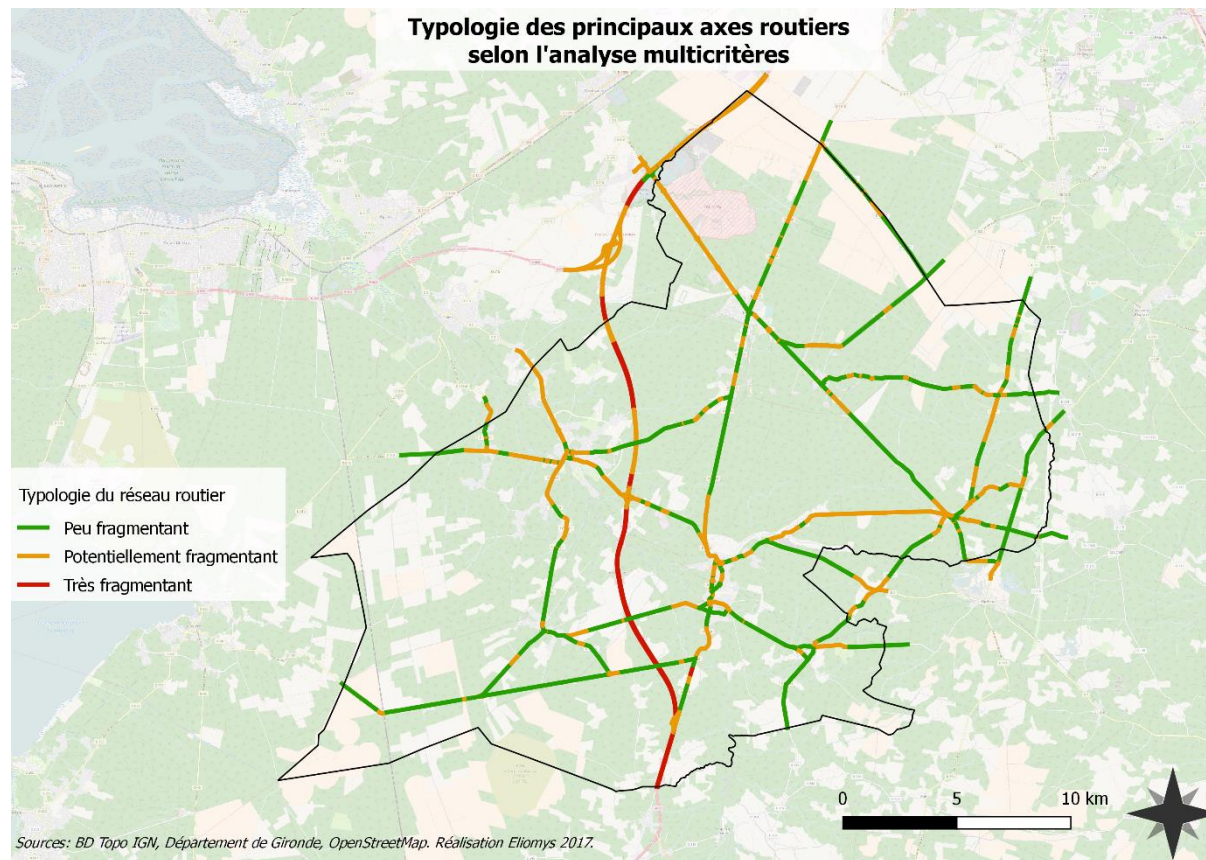 Typologie des principaux axes routiers
selon l'analyse multicritères
Typologie du réseau routier
Peu fragmentant
Potentiellement fragmentant
Très fragmentant
0 5 10 km
Sources: BD Topo IGN, Département de Gironde, OpenStreetMap. Réalisation Eliomys 2017.